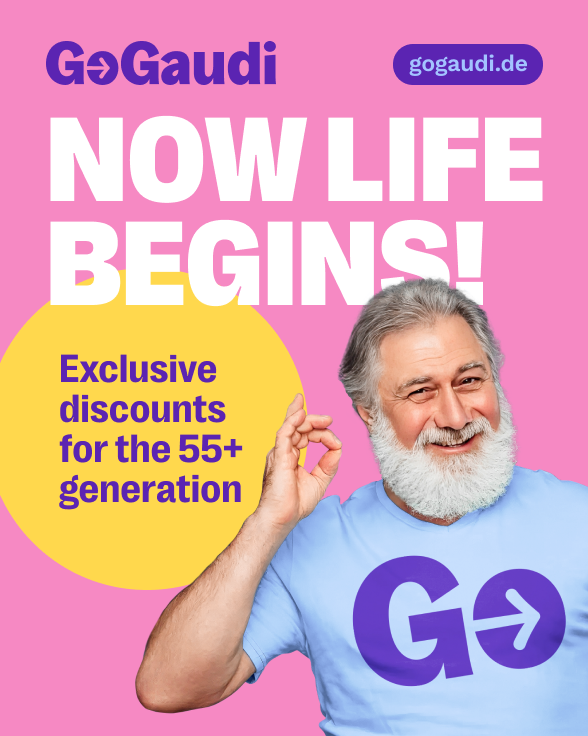 GoGaudi
gogaudi.de
NOW LIFE
BEGINS!
Exclusive
discounts
for the 55+
generation
Go